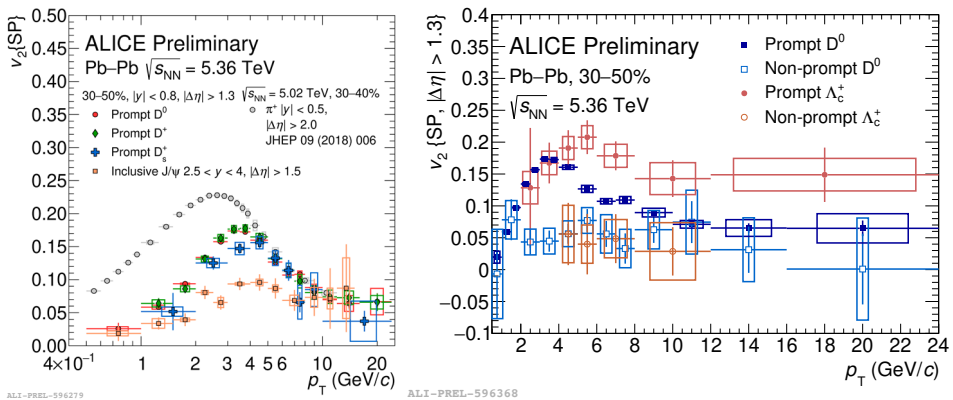 v₂{SP}
0.50
0.45
0.40
0.35
0.30
0.25
0.20
0.15
0.10
0.05
0.00
ALICE Preliminary
Pb–Pb √sNN = 5.36 TeV
30–50%, |y| < 0.8, |Δη| > 1.3
Prompt D⁰
Prompt D⁺
Prompt Dₛ⁺
Inclusive J/ψ 2.5 < y < 4, |Δη| > 1.5
√sNN = 5.02 TeV, 30–40%
π± |y| < 0.5,
|Δη| > 2.0
JHEP 09 (2018) 006
4×10⁻¹ 1 2 3 4 5 6 10 20
pT (GeV/c)
ALI-PREL-596279
v₂ {SP, |Δη| > 1.3}
0.4
0.35
0.3
0.25
0.2
0.15
0.1
0.05
0
−0.05
−0.1
ALICE Preliminary
Pb–Pb, 30–50%
√sNN = 5.36 TeV
Prompt D⁰
Non-prompt D⁰
Prompt Λc⁺
Non-prompt Λc⁺
2 4 6 8 10 12 14 16 18 20 22 24
pT (GeV/c)
ALI-PREL-596368